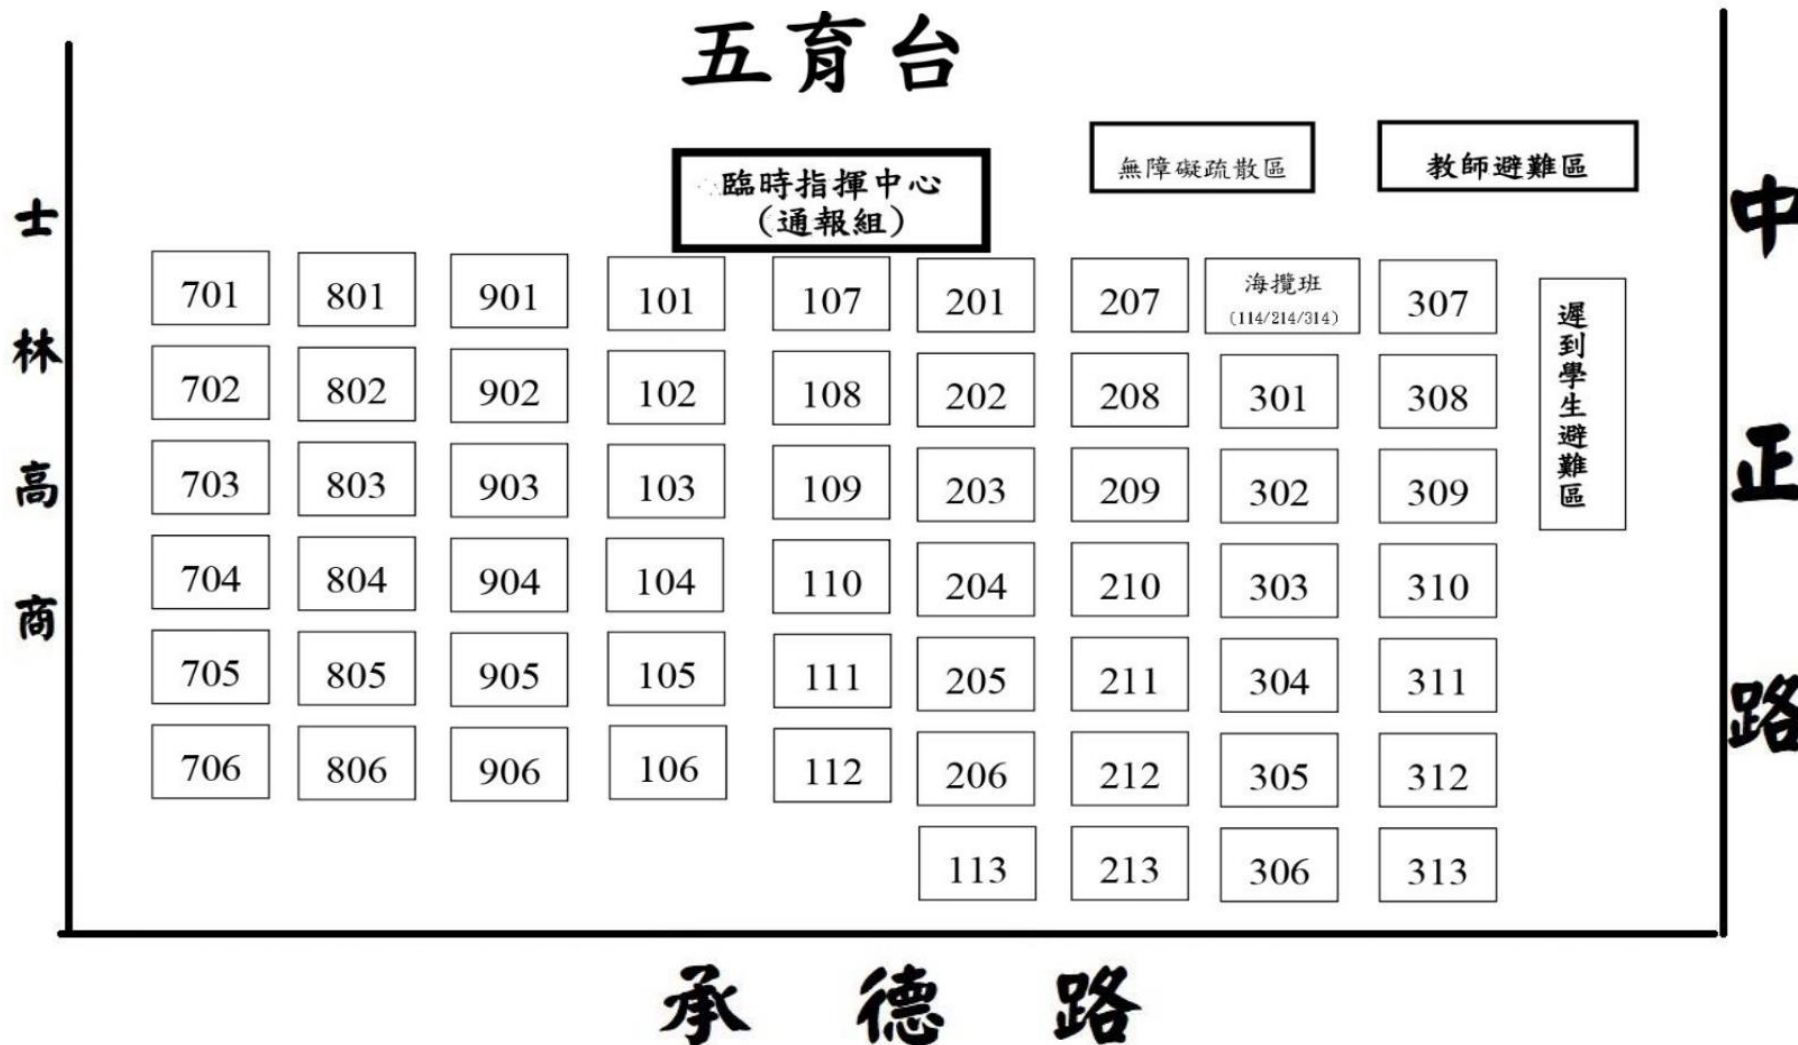 五育台
無障礙疏散區
教師避難區
臨時指揮中心
(通報組)
士林高商
中正路
701 801 901 101 107 201 207 海攬班 307
(114/214/314)
702 802 902 102 108 202 208 301 308
703 803 903 103 109 203 209 302 309
704 804 904 104 110 204 210 303 310
705 805 905 105 111 205 211 304 311
706 806 906 106 112 206 212 305 312
113 213 306 313
遲到學生避難區
承德路